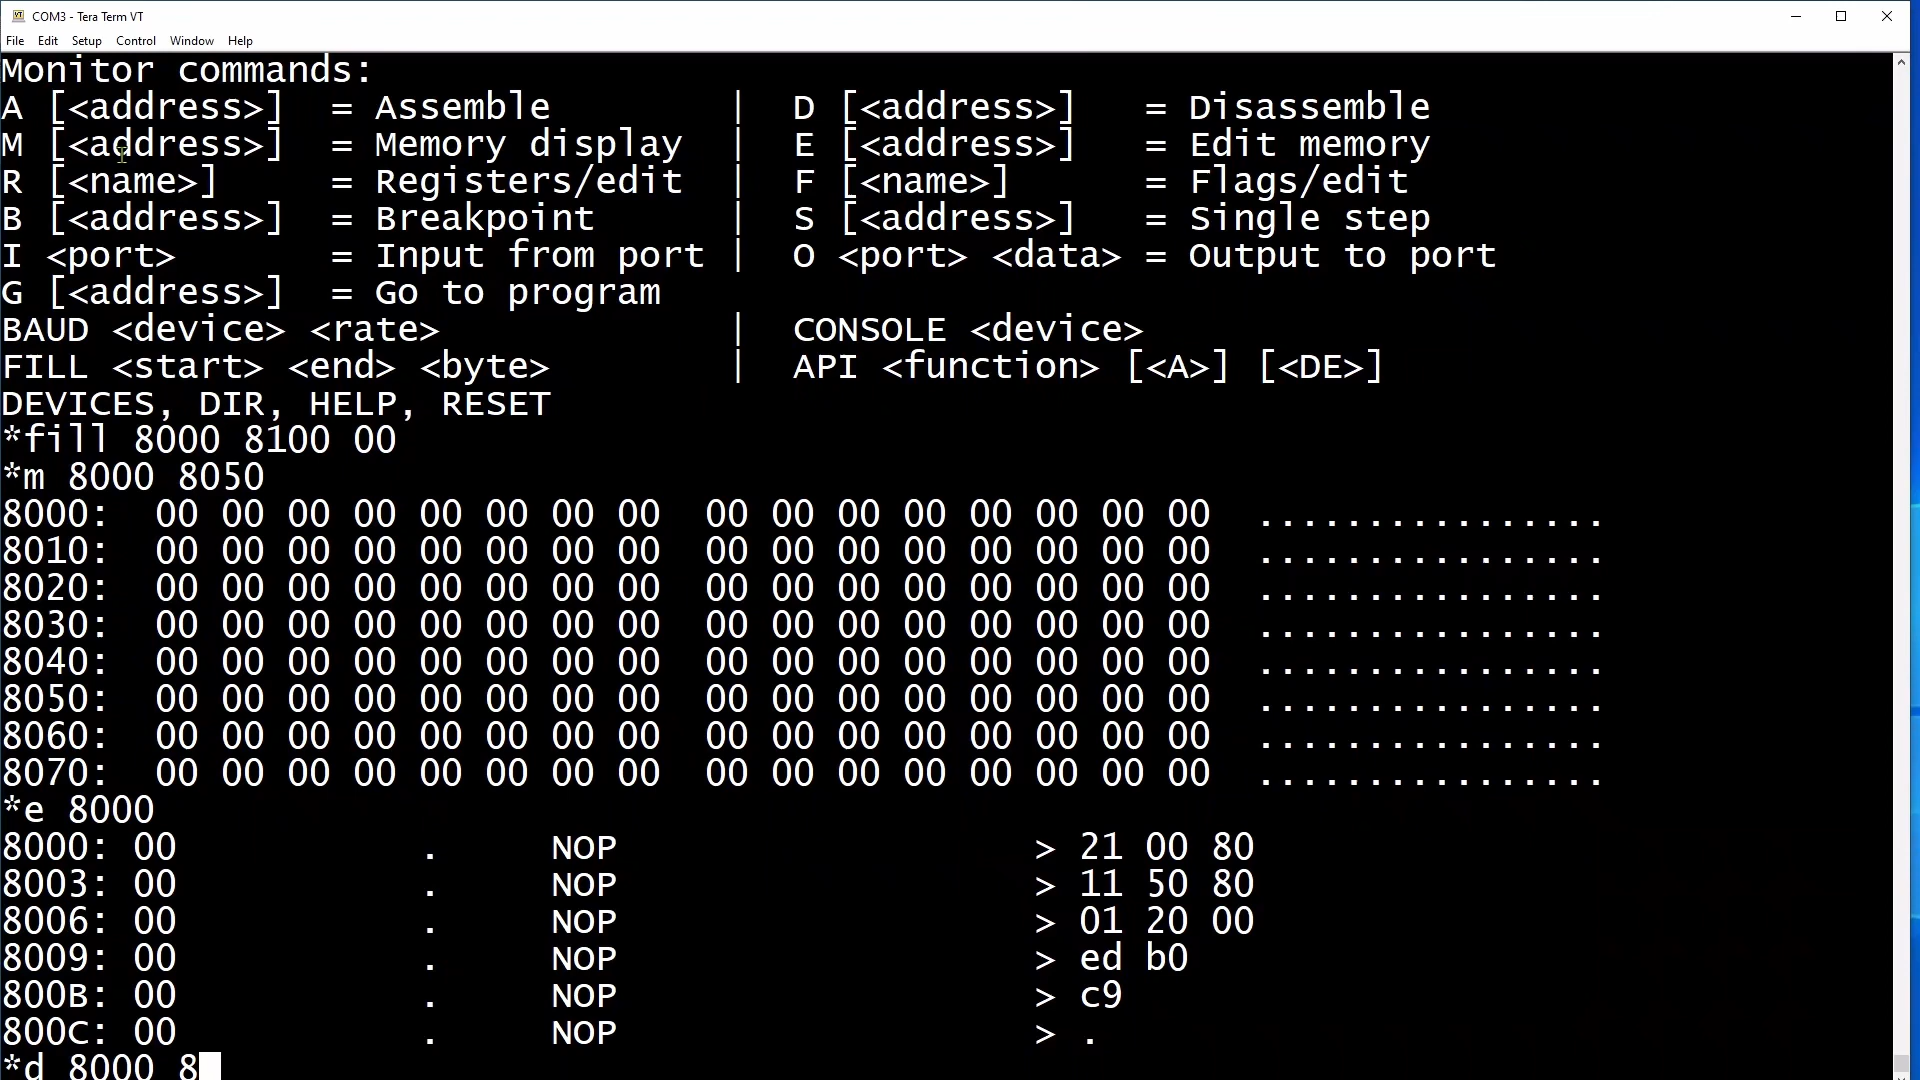 COM3 - Tera Term VT
File Edit Setup Control Window Help
Monitor commands:
A [<address>] = Assemble | D [<address>] = Disassemble
M [<address>] = Memory display | E [<address>] = Edit memory
R [<name>] = Registers/edit | F [<name>] = Flags/edit
B [<address>] = Breakpoint | S [<address>] = Single step
I <port> = Input from port | O <port> <data> = Output to port
G [<address>] = Go to program
BAUD <device> <rate> | CONSOLE <device>
FILL <start> <end> <byte> | API <function> [<A>] [<DE>]
DEVICES, DIR, HELP, RESET
*fill 8000 8100 00
*m 8000 8050
8000: 00 00 00 00 00 00 00 00 00 00 00 00 00 00 00 00 ................
8010: 00 00 00 00 00 00 00 00 00 00 00 00 00 00 00 00 ................
8020: 00 00 00 00 00 00 00 00 00 00 00 00 00 00 00 00 ................
8030: 00 00 00 00 00 00 00 00 00 00 00 00 00 00 00 00 ................
8040: 00 00 00 00 00 00 00 00 00 00 00 00 00 00 00 00 ................
8050: 00 00 00 00 00 00 00 00 00 00 00 00 00 00 00 00 ................
8060: 00 00 00 00 00 00 00 00 00 00 00 00 00 00 00 00 ................
8070: 00 00 00 00 00 00 00 00 00 00 00 00 00 00 00 00 ................
*e 8000
8000: 00 . NOP > 21 00 80
8003: 00 . NOP > 11 50 80
8006: 00 . NOP > 01 20 00
8009: 00 . NOP > ed b0
800B: 00 . NOP > c9
800C: 00 . NOP > .
*d 8000 8